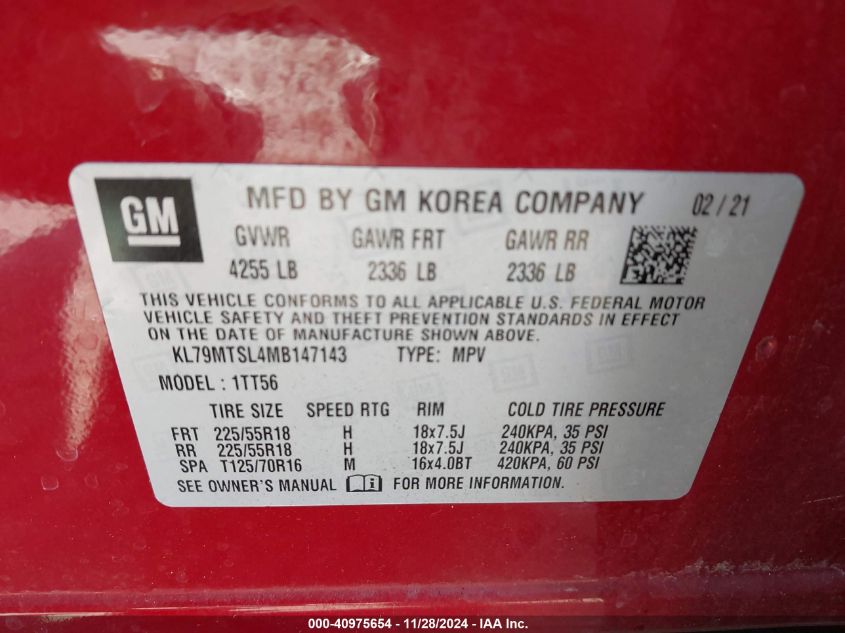 GM
MFD BY GM KOREA COMPANY 02 / 21
GVWR GAWR FRT GAWR RR
4255 LB 2336 LB 2336 LB
THIS VEHICLE CONFORMS TO ALL APPLICABLE U.S. FEDERAL MOTOR
VEHICLE SAFETY AND THEFT PREVENTION STANDARDS IN EFFECT
ON THE DATE OF MANUFACTURE SHOWN ABOVE.
KL79MTSL4MB147143 TYPE: MPV
MODEL : 1TT56
TIRE SIZE SPEED RTG RIM COLD TIRE PRESSURE
FRT 225/55R18 H 18x7.5J 240KPA, 35 PSI
RR 225/55R18 H 18x7.5J 240KPA, 35 PSI
SPA T125/70R16 M 16x4.0BT 420KPA, 60 PSI
SEE OWNER'S MANUAL i FOR MORE INFORMATION.
000-40975654 - 11/28/2024 - IAA Inc.